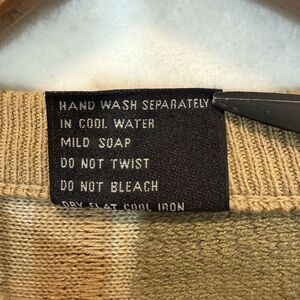 HAND WASH SEPARATELY
IN COOL WATER
MILD SOAP
DO NOT TWIST
DO NOT BLEACH
DRY FLAT COOL IRON